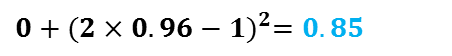 0 + (2 × 0.96 − 1)²= 0.85